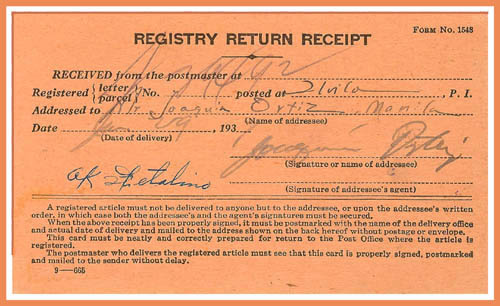 FORM NO. 1548
REGISTRY RETURN RECEIPT
RECEIVED from the postmaster at
Registered { letter parcel } No. posted at Iloilo, P. I.
Addressed to Mr. Joaquin Ortiz, Manila
(Name of addressee)
Date Jan 19, 193
(Date of delivery)
Joaquin Ortiz
(Signature or name of addressee)
OK
(Signature of addressee's agent)
A registered article must not be delivered to anyone but to the addressee, or upon the addressee's written
order, in which case both the addressee's and the agent's signatures must be secured.
When the above receipt has been properly signed, it must be postmarked with the name of the delivery office
and actual date of delivery and mailed to the address shown on the back hereof without postage or envelope.
This card must be neatly and correctly prepared for return to the Post Office where the article is
registered.
The postmaster who delivers the registered article must see that this card is properly signed, postmarked
and mailed to the sender without delay.
9—665